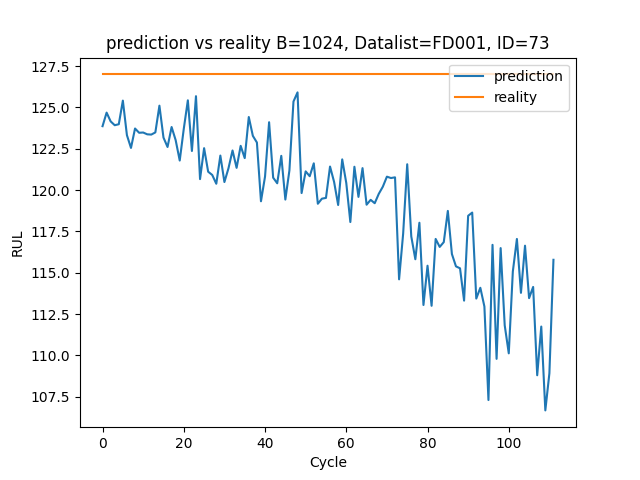 prediction vs reality B=1024, Datalist=FD001, ID=73
127.5
125.0
122.5
120.0
117.5
115.0
112.5
110.0
107.5
RUL
prediction
reality
0 20 40 60 80 100
Cycle